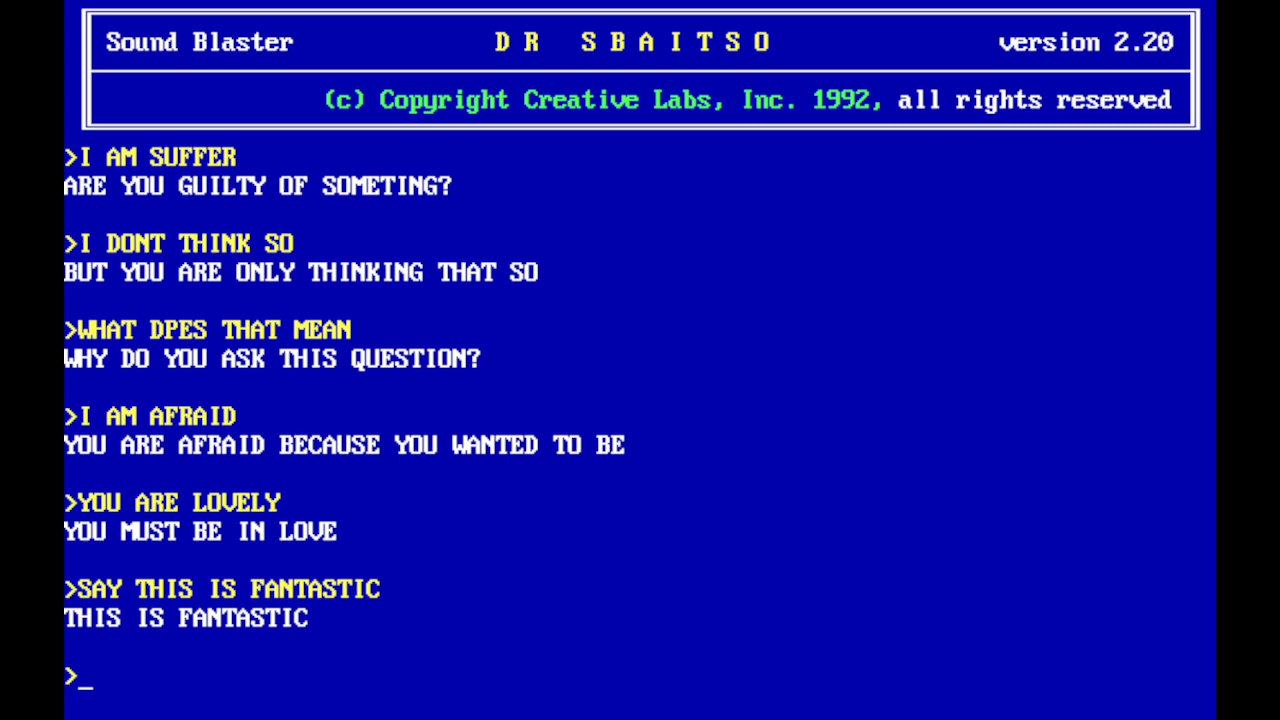 Sound Blaster D R S B A I T S O version 2.20
(c) Copyright Creative Labs, Inc. 1992, all rights reserved
>I AM SUFFER
ARE YOU GUILTY OF SOMETING?
>I DONT THINK SO
BUT YOU ARE ONLY THINKING THAT SO
>WHAT DPES THAT MEAN
WHY DO YOU ASK THIS QUESTION?
>I AM AFRAID
YOU ARE AFRAID BECAUSE YOU WANTED TO BE
>YOU ARE LOVELY
YOU MUST BE IN LOVE
>SAY THIS IS FANTASTIC
THIS IS FANTASTIC
>_